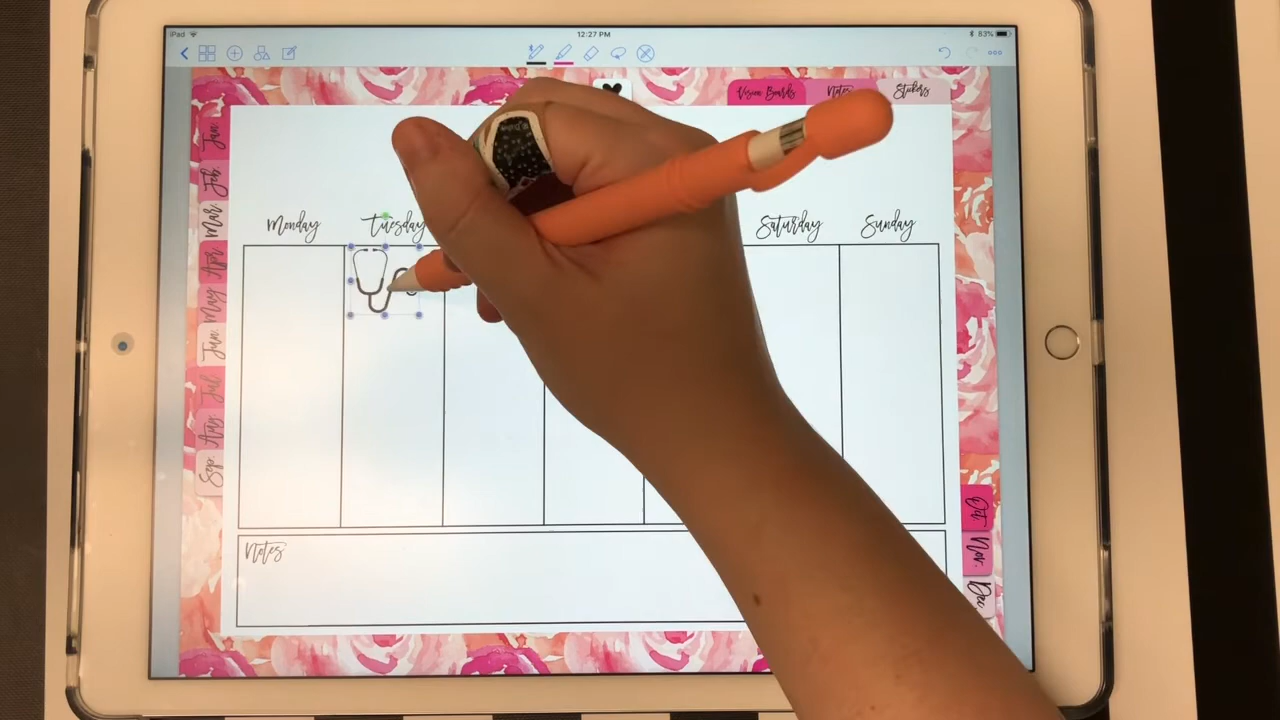 iPad 12:27 PM 83%
Vision Boards Notes Stickers
Jan.
Feb.
Mar.
Apr.
May
Jun.
Jul.
Aug.
Sep.
Monday Tuesday Saturday Sunday
Oct.
Nov.
Dec.
Notes